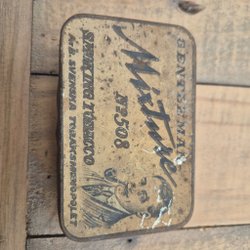 GENTLEMAN
Mixture
No 508
SMOKING TOBACCO
A.B. SVENSKA TOBAKSMONOPOLET